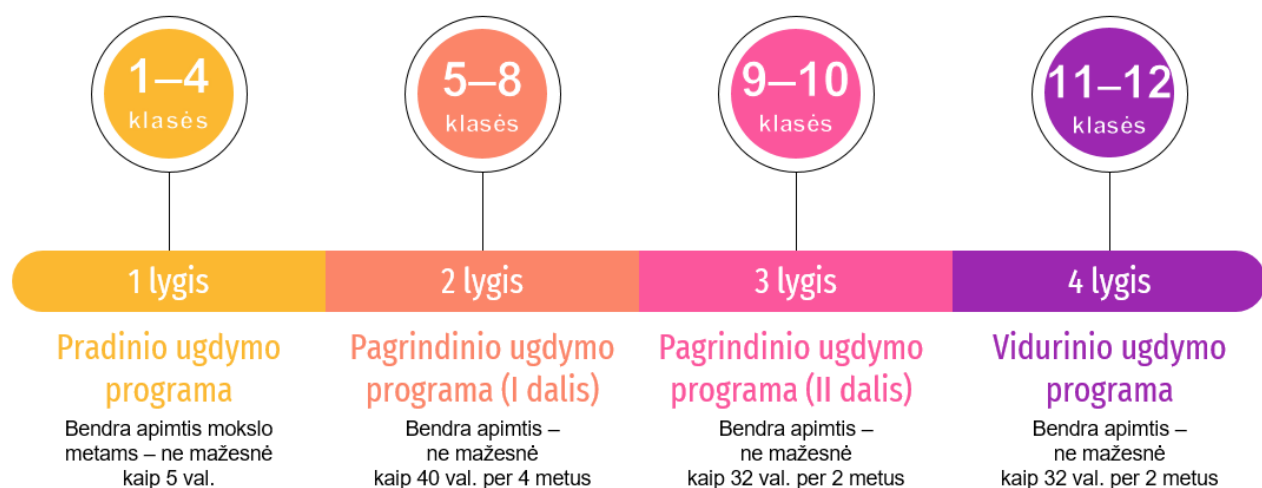 1–4
klasės
5–8
klasės
9–10
klasės
11–12
klasės
1 lygis
2 lygis
3 lygis
4 lygis
Pradinio ugdymo
programa
Bendra apimtis mokslo
metams – ne mažesnė
kaip 5 val.
Pagrindinio ugdymo
programa (I dalis)
Bendra apimtis –
ne mažesnė
kaip 40 val. per 4 metus
Pagrindinio ugdymo
programa (II dalis)
Bendra apimtis –
ne mažesnė
kaip 32 val. per 2 metus
Vidurinio ugdymo
programa
Bendra apimtis –
ne mažesnė
kaip 32 val. per 2 metus